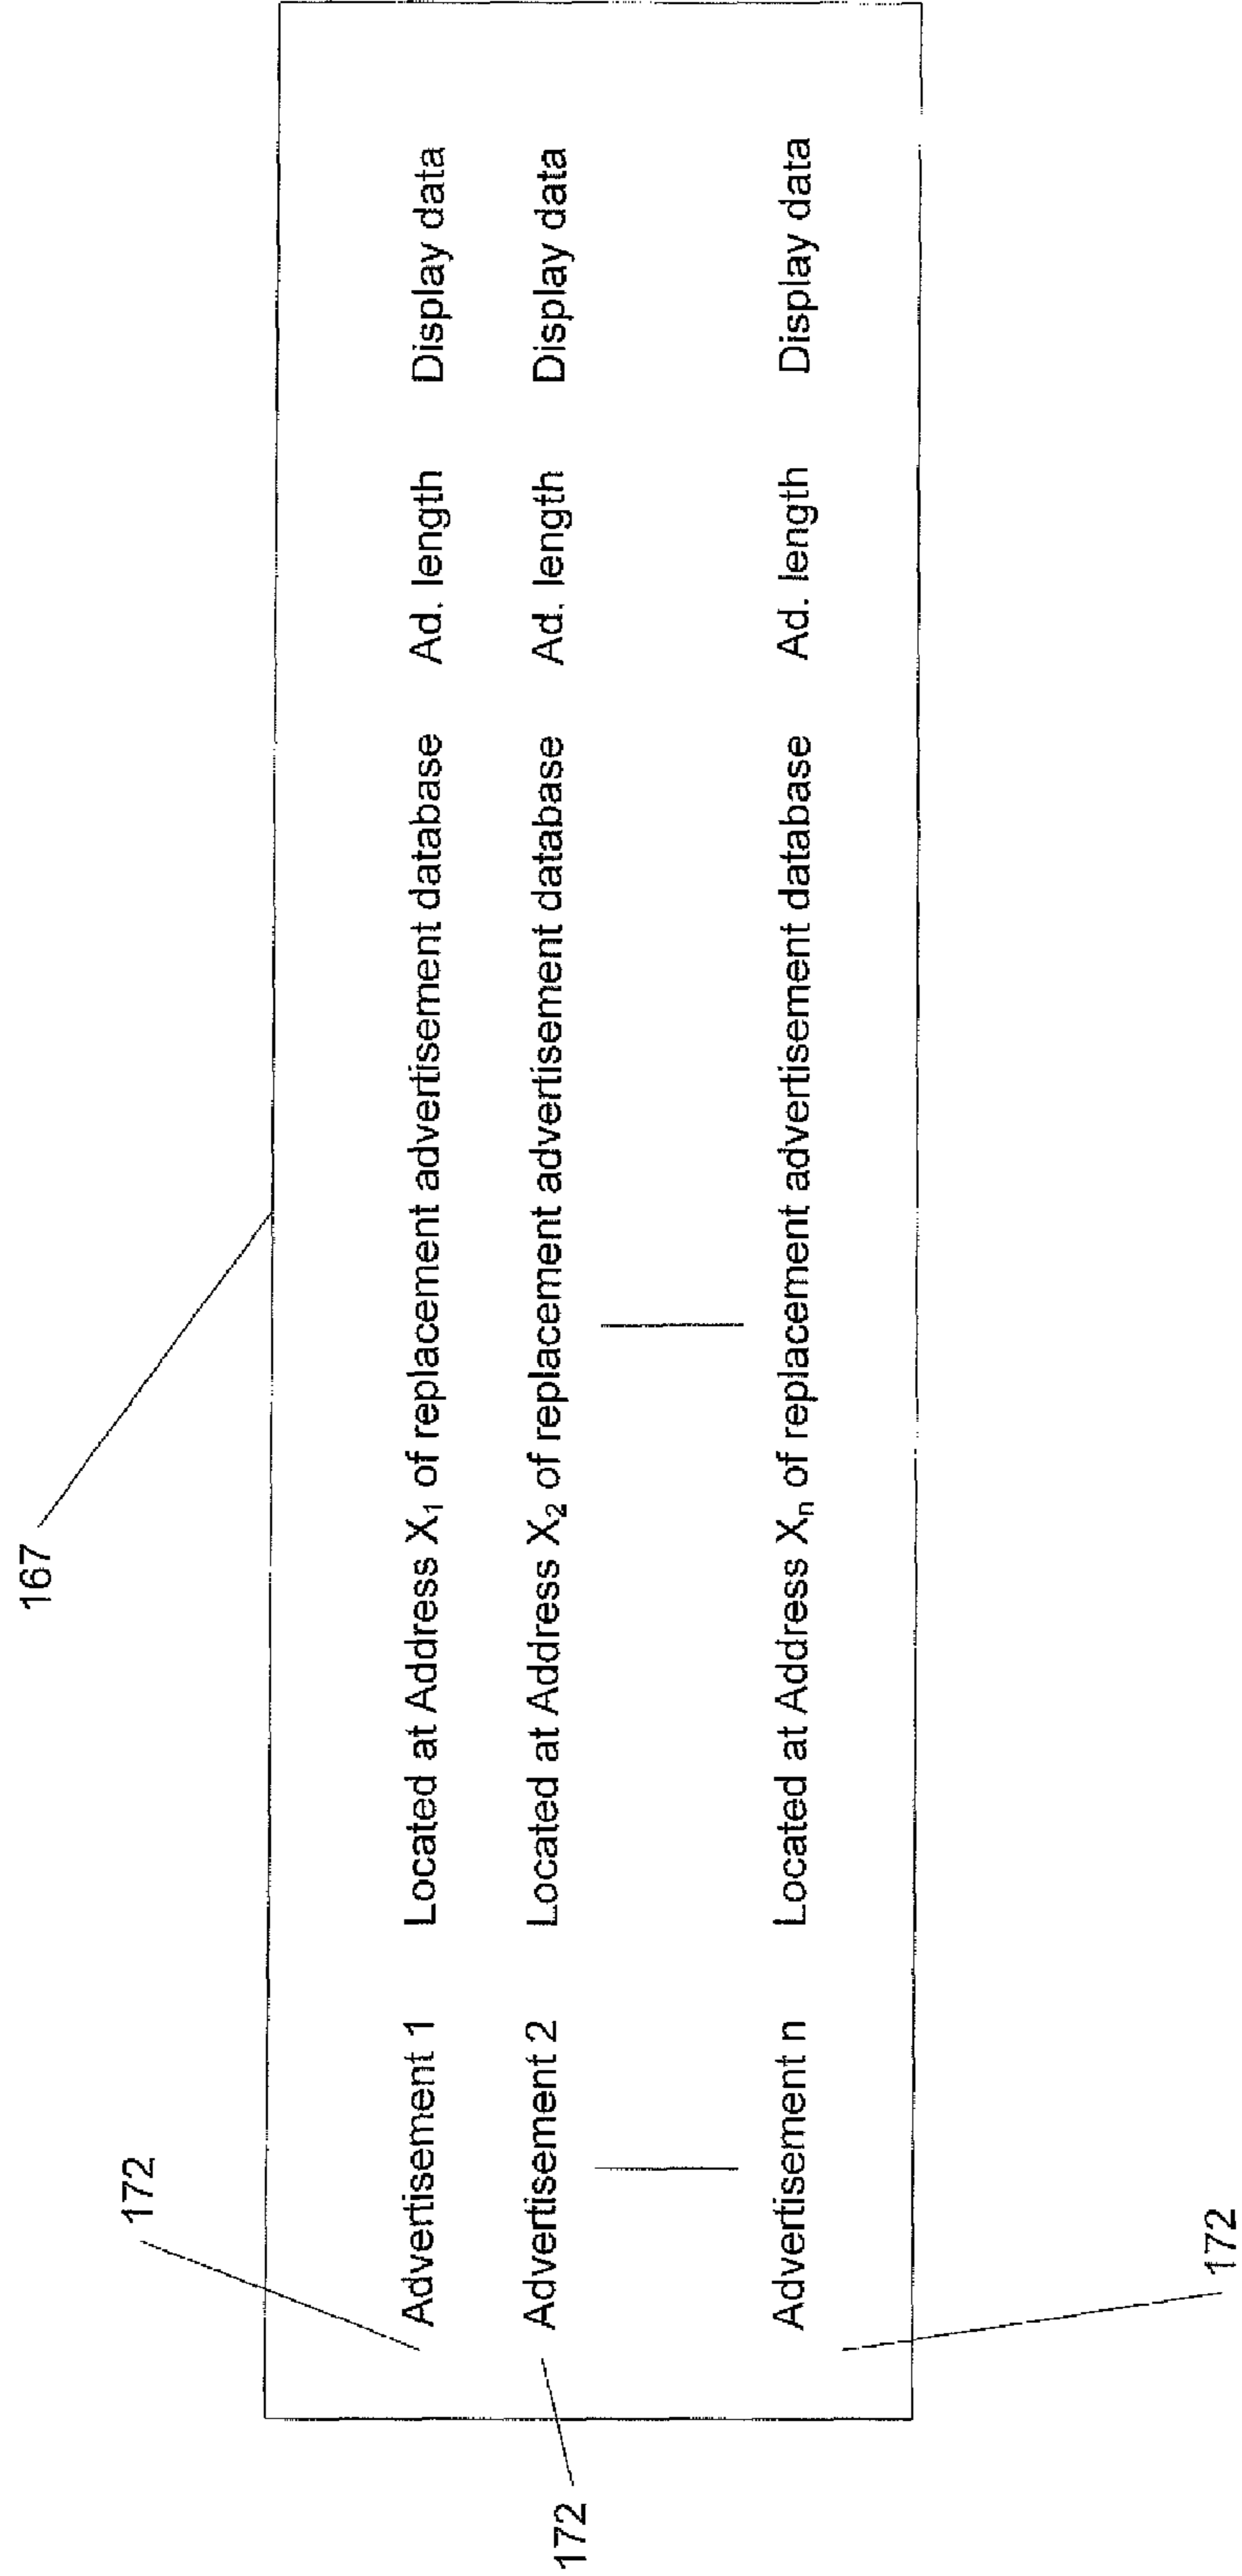 167
172
Advertisement 1 Located at Address X₁ of replacement advertisement database Ad. length Display data
172
Advertisement 2 Located at Address X₂ of replacement advertisement database Ad. length Display data
Advertisement n Located at Address Xₙ of replacement advertisement database Ad. length Display data
172